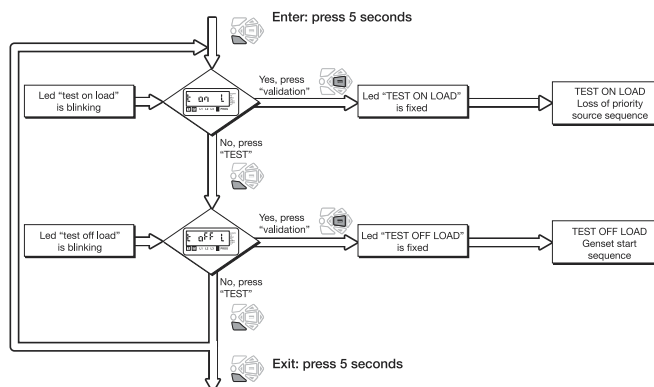 Enter: press 5 seconds
Led "test on load"
is blinking
t on l
Yes, press
"validation"
Led "TEST ON LOAD"
is fixed
TEST ON LOAD
Loss of priority
source sequence
No, press
"TEST"
Led "test off load"
is blinking
t oFF l
Yes, press
"validation"
Led "TEST OFF LOAD"
is fixed
TEST OFF LOAD
Genset start
sequence
No, press
"TEST"
Exit: press 5 seconds